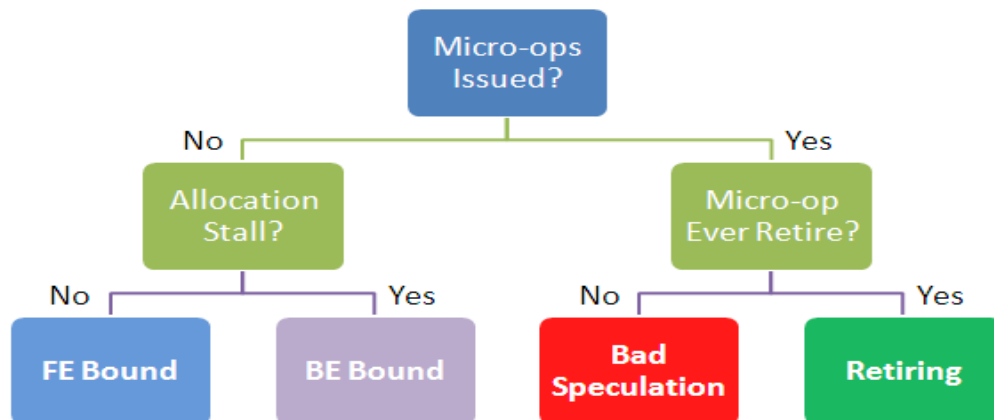 Micro-ops
Issued?
No
Yes
Allocation
Stall?
Micro-op
Ever Retire?
No
Yes
No
Yes
FE Bound
BE Bound
Bad
Speculation
Retiring